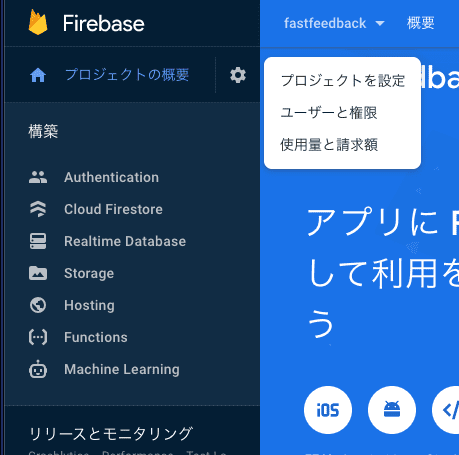 Firebase
fastfeedback
概要
プロジェクトの概要
プロジェクトを設定
ユーザーと権限
使用量と請求額
構築
Authentication
Cloud Firestore
Realtime Database
Storage
Hosting
Functions
Machine Learning
アプリに
して利用を
う
iOS
</>
リリースとモニタリング